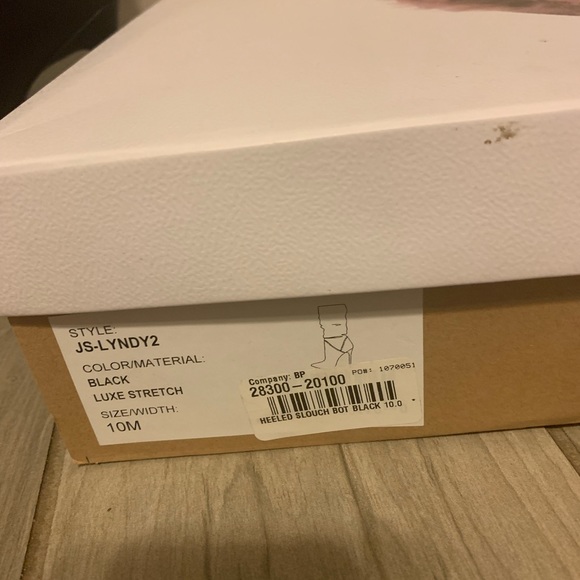 STYLE:
JS-LYNDY2
COLOR/MATERIAL:
BLACK
LUXE STRETCH
SIZE/WIDTH:
10M
Company: BP
PO#: 1070051
28300-20100
HEELED SLOUCH BOT BLACK 10.0